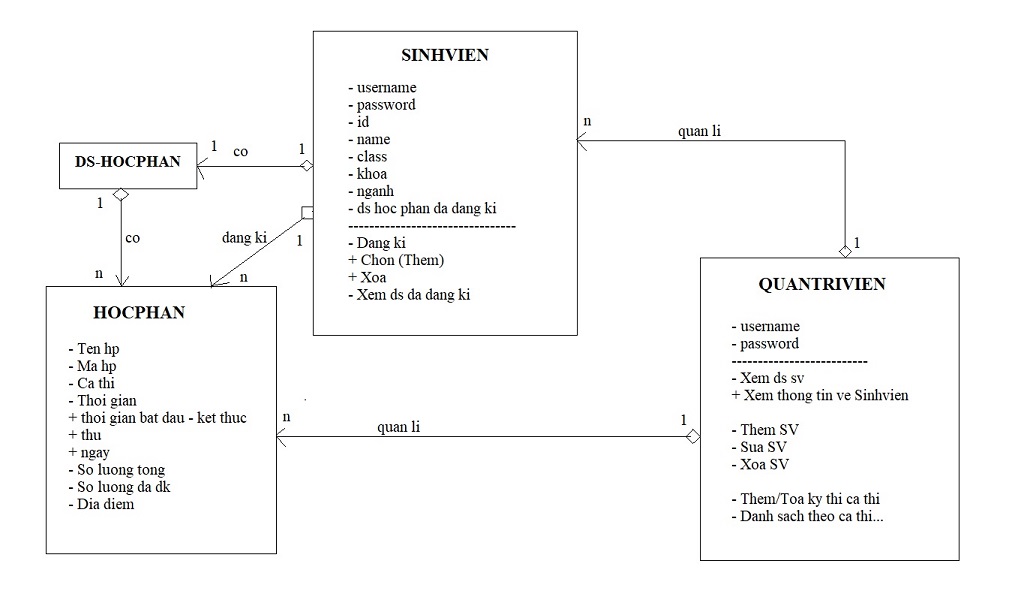 SINHVIEN
- username
- password
- id
- name
- class
- khoa
- nganh
- ds hoc phan da dang ki
--------------------------------
- Dang ki
+ Chon (Them)
+ Xoa
- Xem ds da dang ki
DS-HOCPHAN
1
co
1
1
co
n
dang ki
1
n
n
quan li
1
HOCPHAN
- Ten hp
- Ma hp
- Ca thi
- Thoi gian
+ thoi gian bat dau - ket thuc
+ thu
+ ngay
- So luong tong
- So luong da dk
- Dia diem
n
quan li
1
QUANTRIVIEN
- username
- password
--------------------------
- Xem ds sv
+ Xem thong tin ve Sinhvien
- Them SV
- Sua SV
- Xoa SV
- Them/Toa ky thi ca thi
- Danh sach theo ca thi...